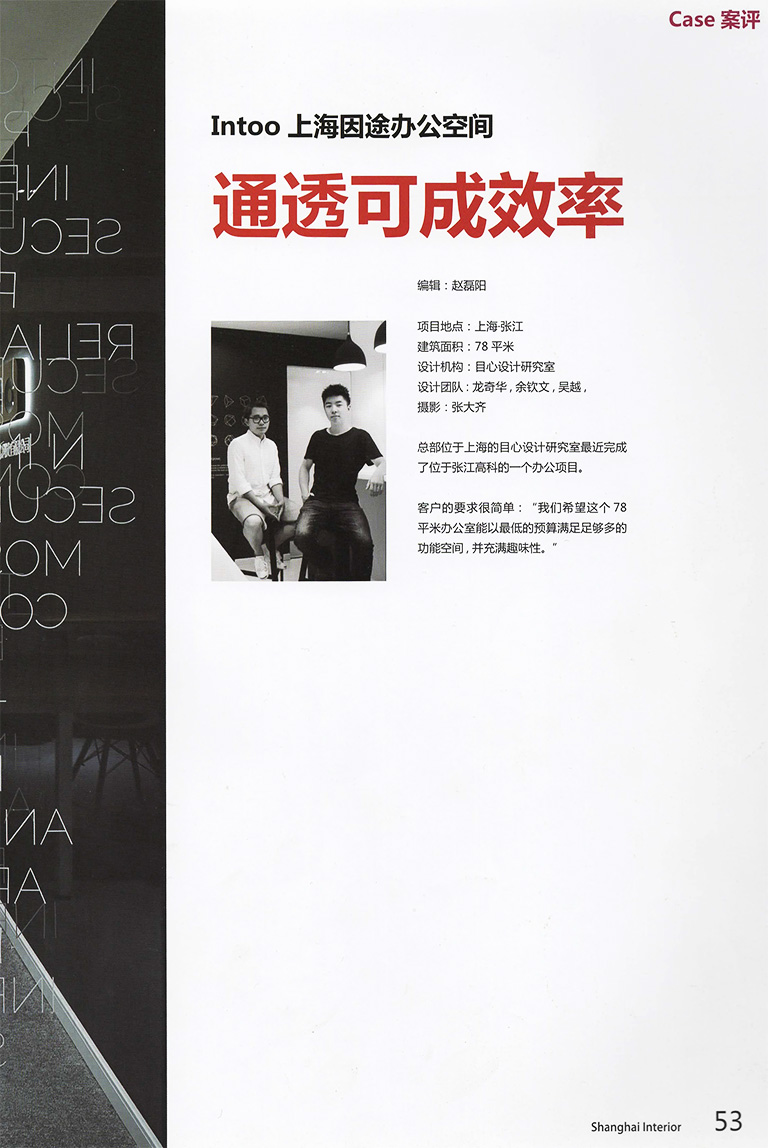 Case 案评
Intoo 上海因途办公空间
通透可成效率
编辑：赵磊阳
项目地点：上海·张江
建筑面积：78 平米
设计机构：目心设计研究室
设计团队：龙奇华，余钦文，吴越，
摄影：张大齐
总部位于上海的目心设计研究室最近完成
了位于张江高科的一个办公项目。
客户的要求很简单：“我们希望这个 78
平米办公室能以最低的预算满足足够多的
功能空间，并充满趣味性。”
Shanghai Interior 53